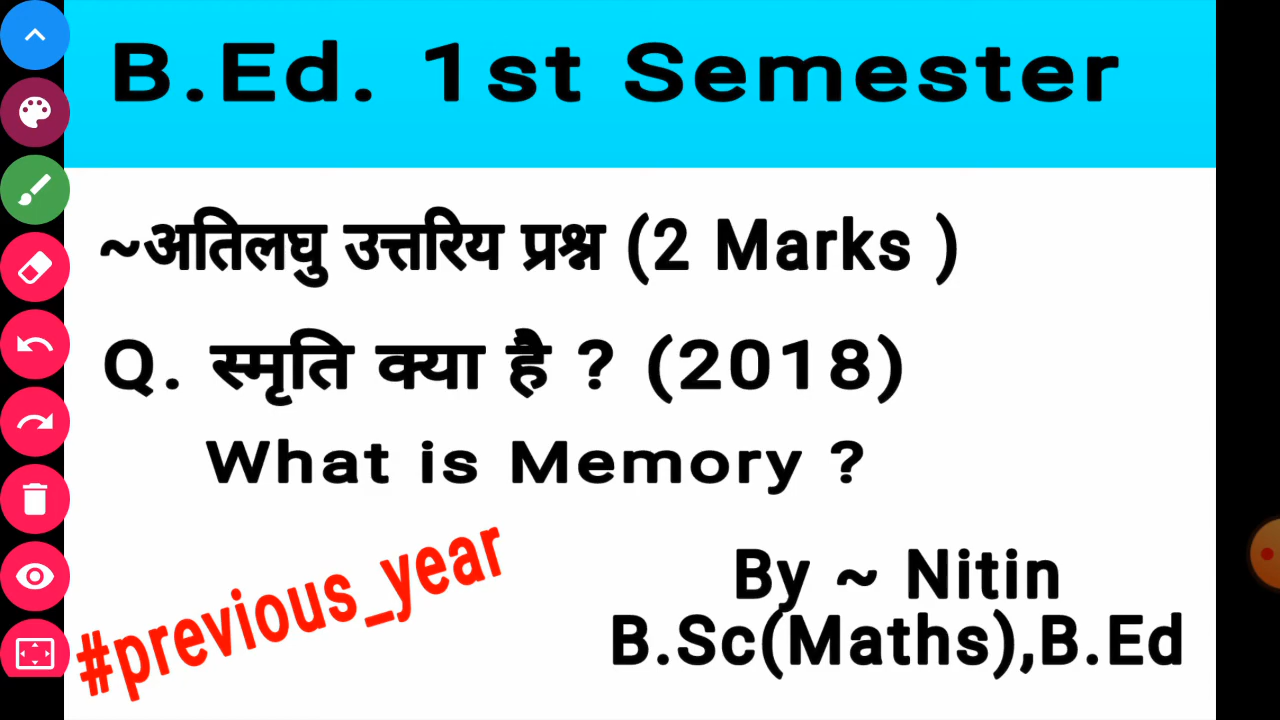 B.Ed. 1st Semester
~अतिलघु उत्तरिय प्रश्न (2 Marks )
Q. स्मृति क्या है ? (2018)
What is Memory ?
#previous_year
By ~ Nitin
B.Sc(Maths),B.Ed